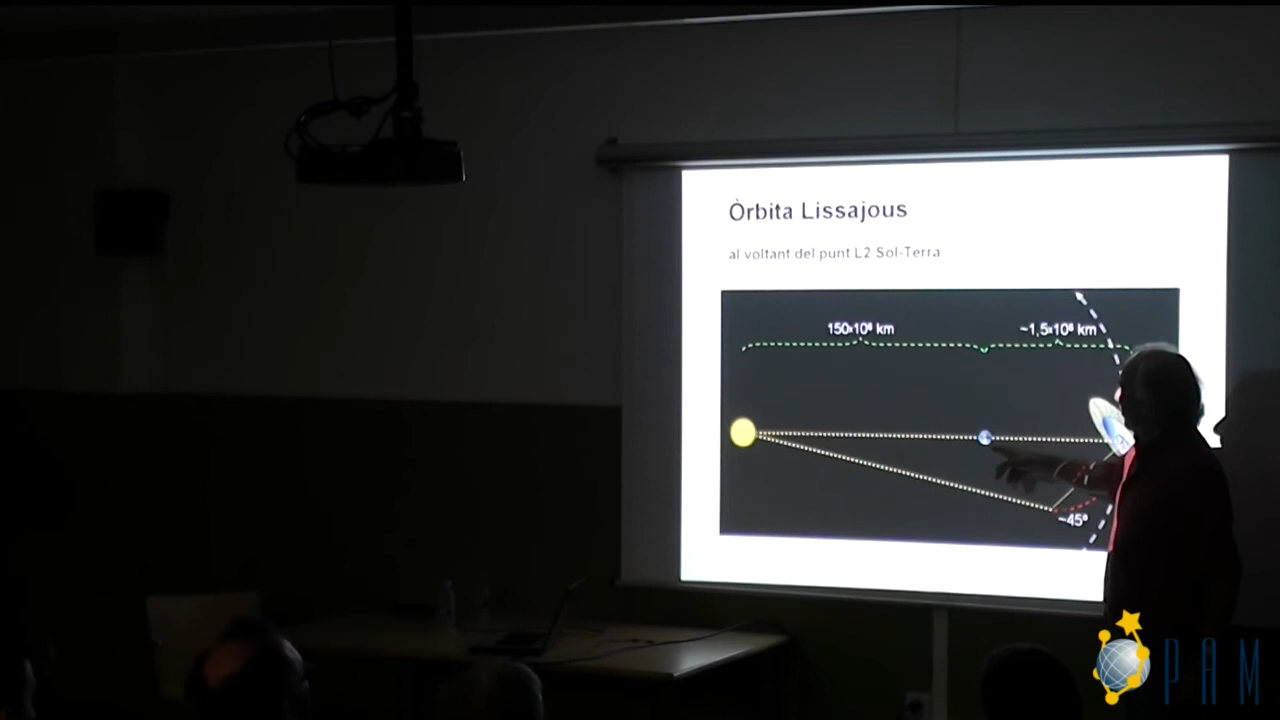 Òrbita Lissajous
al voltant del punt L2 Sol-Terra
150x10⁶ km
~1,5x10⁶ km
~45º
PAM